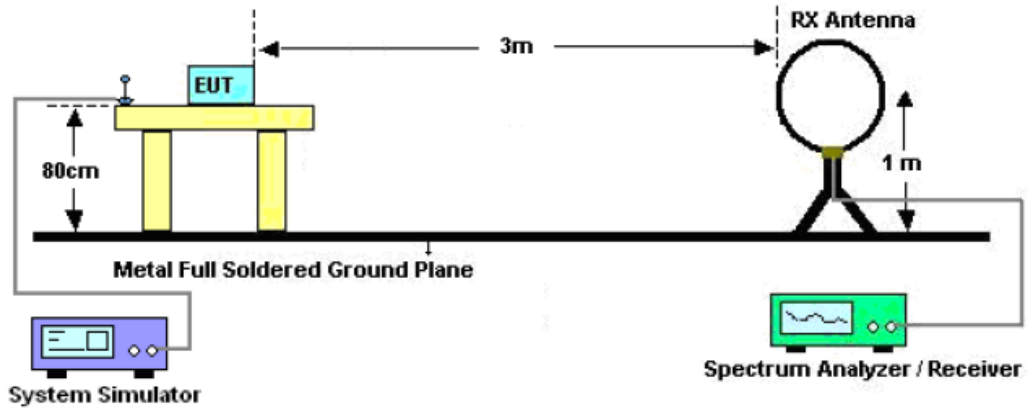 RX Antenna
3m
EUT
80cm
1 m
Metal Full Soldered Ground Plane
System Simulator
Spectrum Analyzer / Receiver